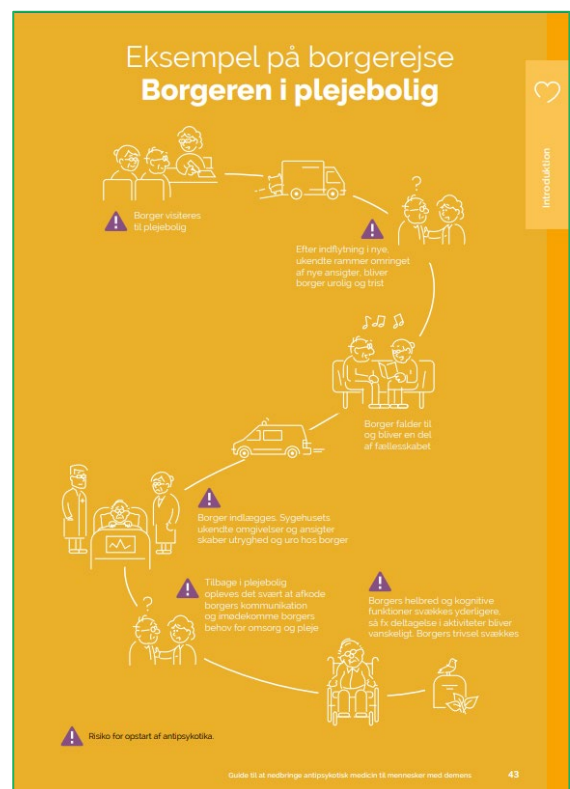 Eksempel på borgerejse
Borgeren i plejebolig
Introduktion
Borger visiteres
til plejebolig
Efter indflytning i nye,
ukendte rammer omringet
af nye ansigter, bliver
borger urolig og trist
Borger falder til
og bliver en del
af fællesskabet
Borger indlægges. Sygehusets
ukendte omgivelser og ansigter
skaber utryghed og uro hos borger
Tilbage i plejebolig
opleves det svært at afkode
borgers kommunikation
og imødekomme borgers
behov for omsorg og pleje
Borgers helbred og kognitive
funktioner svækkes yderligere,
så fx deltagelse i aktiviteter bliver
vanskeligt. Borgers trivsel svækkes
Risiko for opstart af antipsykotika.
Guide til at nedbringe antipsykotisk medicin til mennesker med demens 43